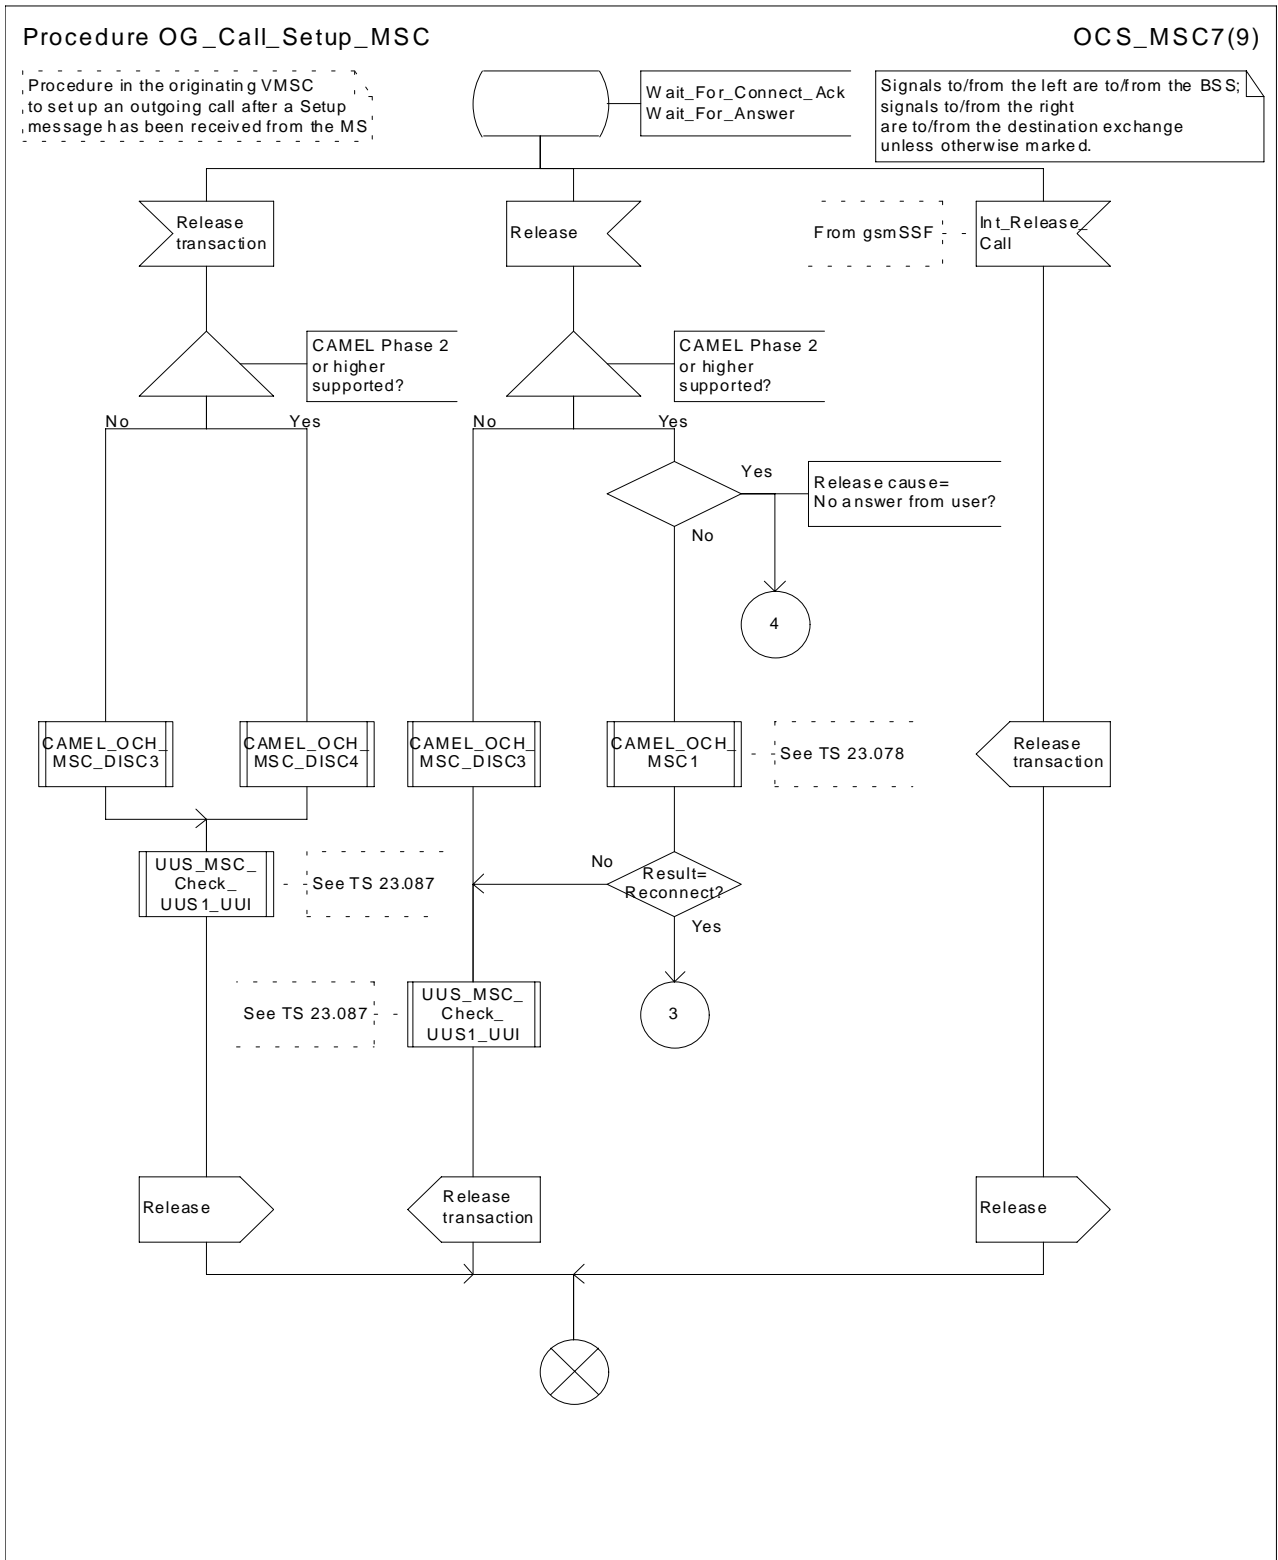 Procedure OG_Call_Setup_MSC
OCS_MSC7(9)
Procedure in the originating VMSC
to set up an outgoing call after a Setup
message has been received from the MS
Wait_For_Connect_Ack
Wait_For_Answer
Signals to/from the left are to/from the BSS;
signals to/from the right
are to/from the destination exchange
unless otherwise marked.
Release
transaction
Release
From gsmSSF
Int_Release_
Call
CAMEL Phase 2
or higher
supported?
CAMEL Phase 2
or higher
supported?
No
Yes
No
Yes
Yes
Release cause=
No answer from user?
No
4
CAMEL_OCH_
MSC_DISC3
CAMEL_OCH_
MSC_DISC4
CAMEL_OCH_
MSC_DISC3
CAMEL_OCH_
MSC1
See TS 23.078
Release
transaction
UUS_MSC_
Check_
UUS1_UUI
See TS 23.087
No
Result=
Reconnect?
Yes
See TS 23.087
UUS_MSC_
Check_
UUS1_UUI
3
Release
Release
transaction
Release